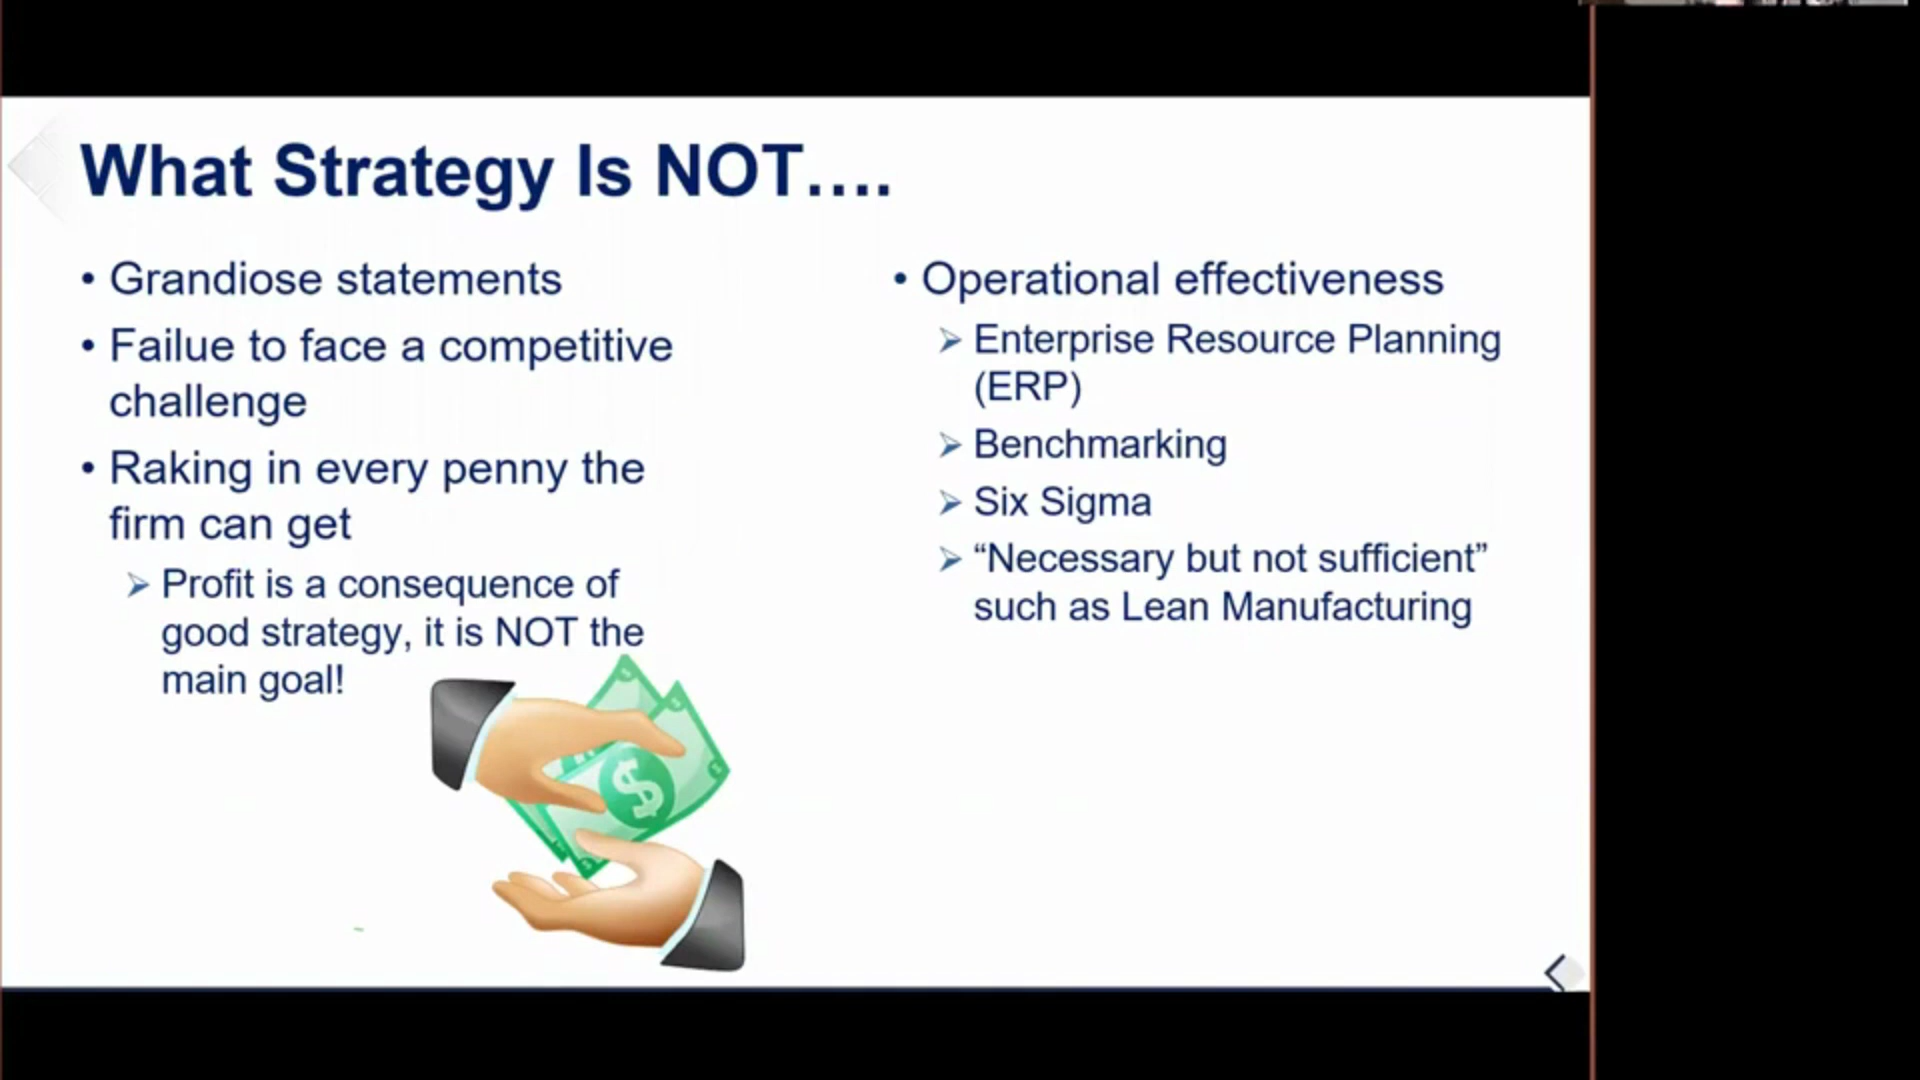 What Strategy Is NOT....
• Grandiose statements
• Failue to face a competitive
challenge
• Raking in every penny the
firm can get
➢ Profit is a consequence of
good strategy, it is NOT the
main goal!
• Operational effectiveness
➢ Enterprise Resource Planning
(ERP)
➢ Benchmarking
➢ Six Sigma
➢ “Necessary but not sufficient”
such as Lean Manufacturing
$